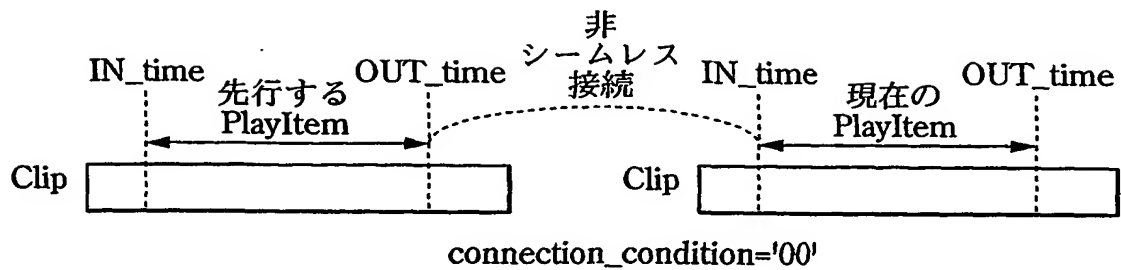 非
シームレス
接続
IN_time
OUT_time
IN_time
OUT_time
先行する
PlayItem
現在の
PlayItem
Clip
Clip
connection_condition='00'